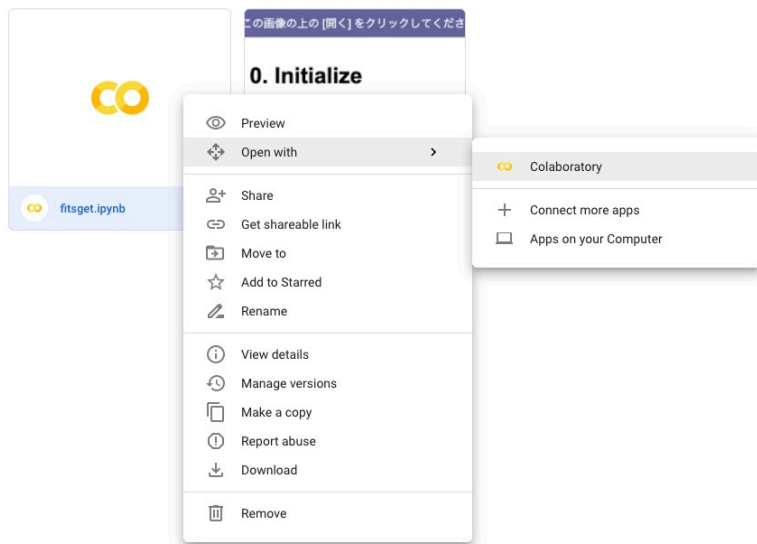 この画像の上の [開く] をクリックしてくださ
0. Initialize
fitsget.ipynb
Preview
Open with
Share
Get shareable link
Move to
Add to Starred
Rename
View details
Manage versions
Make a copy
Report abuse
Download
Remove
Colaboratory
Connect more apps
Apps on your Computer